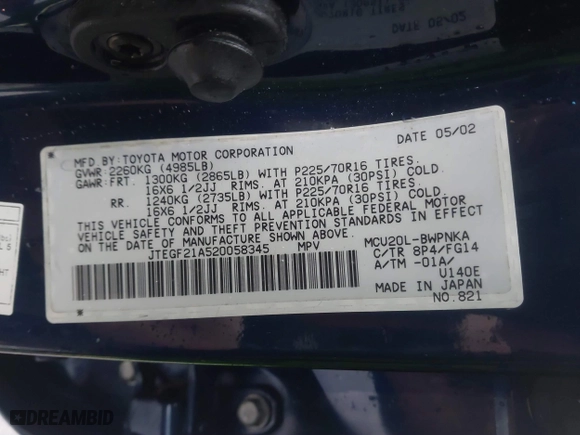 DATE 05/02
MFD.BY:TOYOTA MOTOR CORPORATION DATE 05/02
GVWR:2260KG (4985LB)
GAWR:FRT. 1300KG (2865LB) WITH P225/70R16 TIRES.
16X6 1/2JJ RIMS. AT 210KPA (30PSI) COLD.
RR. 1240KG (2735LB) WITH P225/70R16 TIRES.
16X6 1/2JJ RIMS. AT 210KPA (30PSI) COLD.
THIS VEHICLE CONFORMS TO ALL APPLICABLE FEDERAL MOTOR
VEHICLE SAFETY AND THEFT PREVENTION STANDARDS IN EFFECT
ON THE DATE OF MANUFACTURE SHOWN ABOVE.
JTEGF21A520058345 MPV MCU20L-BWPNKA
C/TR 8P4/FG14
A/TM -01A/
U140E
MADE IN JAPAN
NO.821
DREAMBID